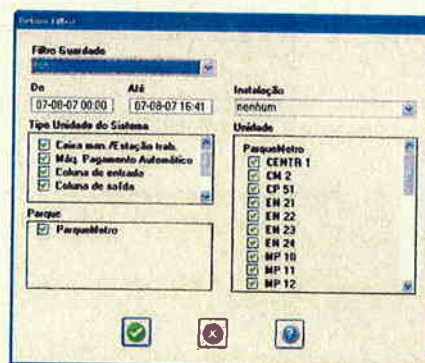 Definir Filtro
Filtro Guardado
De
Até
07-08-07 00:00
07-08-07 16:41
Tipo Unidade do Sistema
Caixa man./Estação trab.
Máq. Pagamento Automático
Coluna de entrada
Coluna de saída
Parque
ParqueMetro
Instalação
nenhum
Unidade
ParqueMetro
CENTR 1
CM 2
CP 51
EN 21
EN 22
EN 23
EN 24
MP 10
MP 11
MP 12